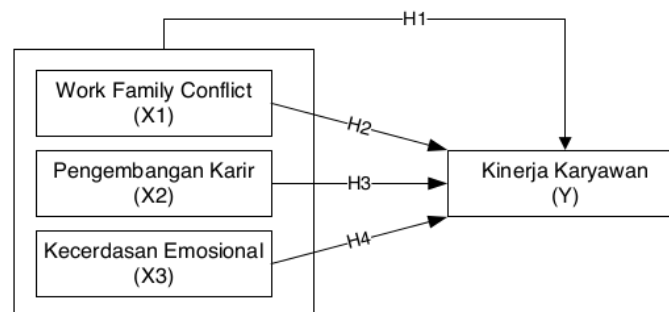 H1
Work Family Conflict
(X1)
H2
Pengembangan Karir
(X2)
H3
Kinerja Karyawan
(Y)
Kecerdasan Emosional
(X3)
H4